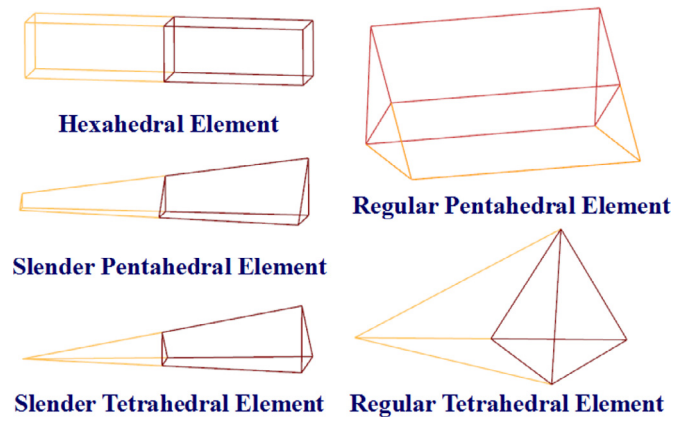 Hexahedral Element
Regular Pentahedral Element
Slender Pentahedral Element
Slender Tetrahedral Element
Regular Tetrahedral Element